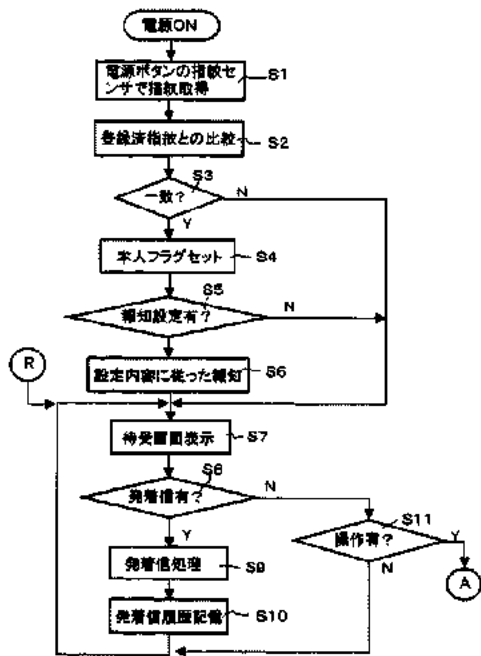 電源ON
電源ボタンの指紋セ
ンサで指紋取得
S1
登録済指紋との比較
S2
S3
一致？
N
Y
本人フラグセット
S4
S5
報知設定有？
N
R
設定内容に従った報知
S6
待受画面表示
S7
S8
発着信有？
N
Y
S11
操作有？
Y
N
A
発着信処理
S9
発着信履歴記憶
S10